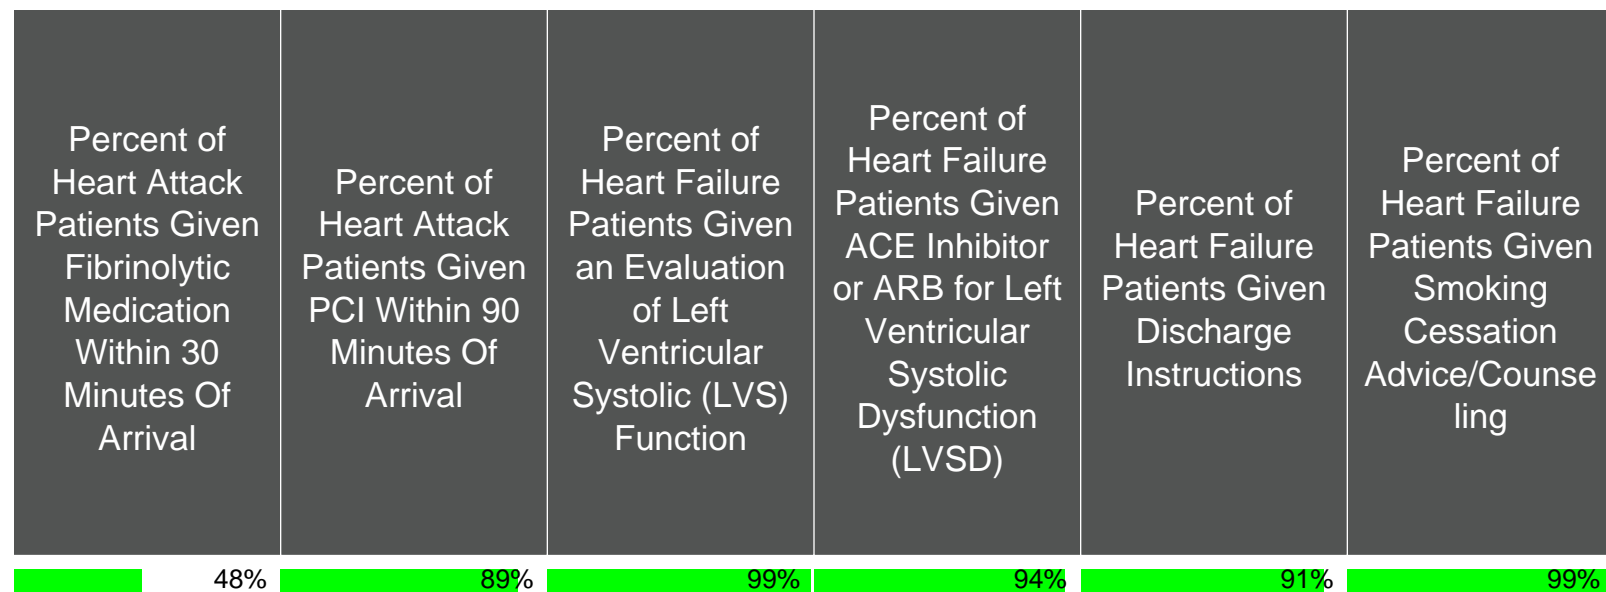 Percent of
Heart Attack
Patients Given
Fibrinolytic
Medication
Within 30
Minutes Of
Arrival
Percent of
Heart Attack
Patients Given
PCI Within 90
Minutes Of
Arrival
Percent of
Heart Failure
Patients Given
an Evaluation
of Left
Ventricular
Systolic (LVS)
Function
Percent of
Heart Failure
Patients Given
ACE Inhibitor
or ARB for Left
Ventricular
Systolic
Dysfunction
(LVSD)
Percent of
Heart Failure
Patients Given
Discharge
Instructions
Percent of
Heart Failure
Patients Given
Smoking
Cessation
Advice/Counse
ling
48%
89%
99%
94%
91%
99%